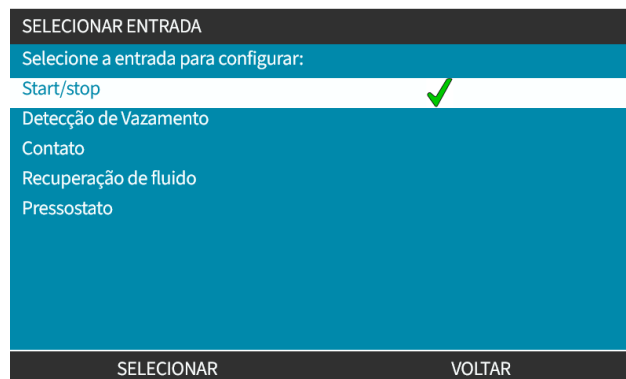 SELECIONAR ENTRADA
Selecione a entrada para configurar:
Start/stop
Detecção de Vazamento
Contato
Recuperação de fluido
Pressostato
SELECIONAR VOLTAR